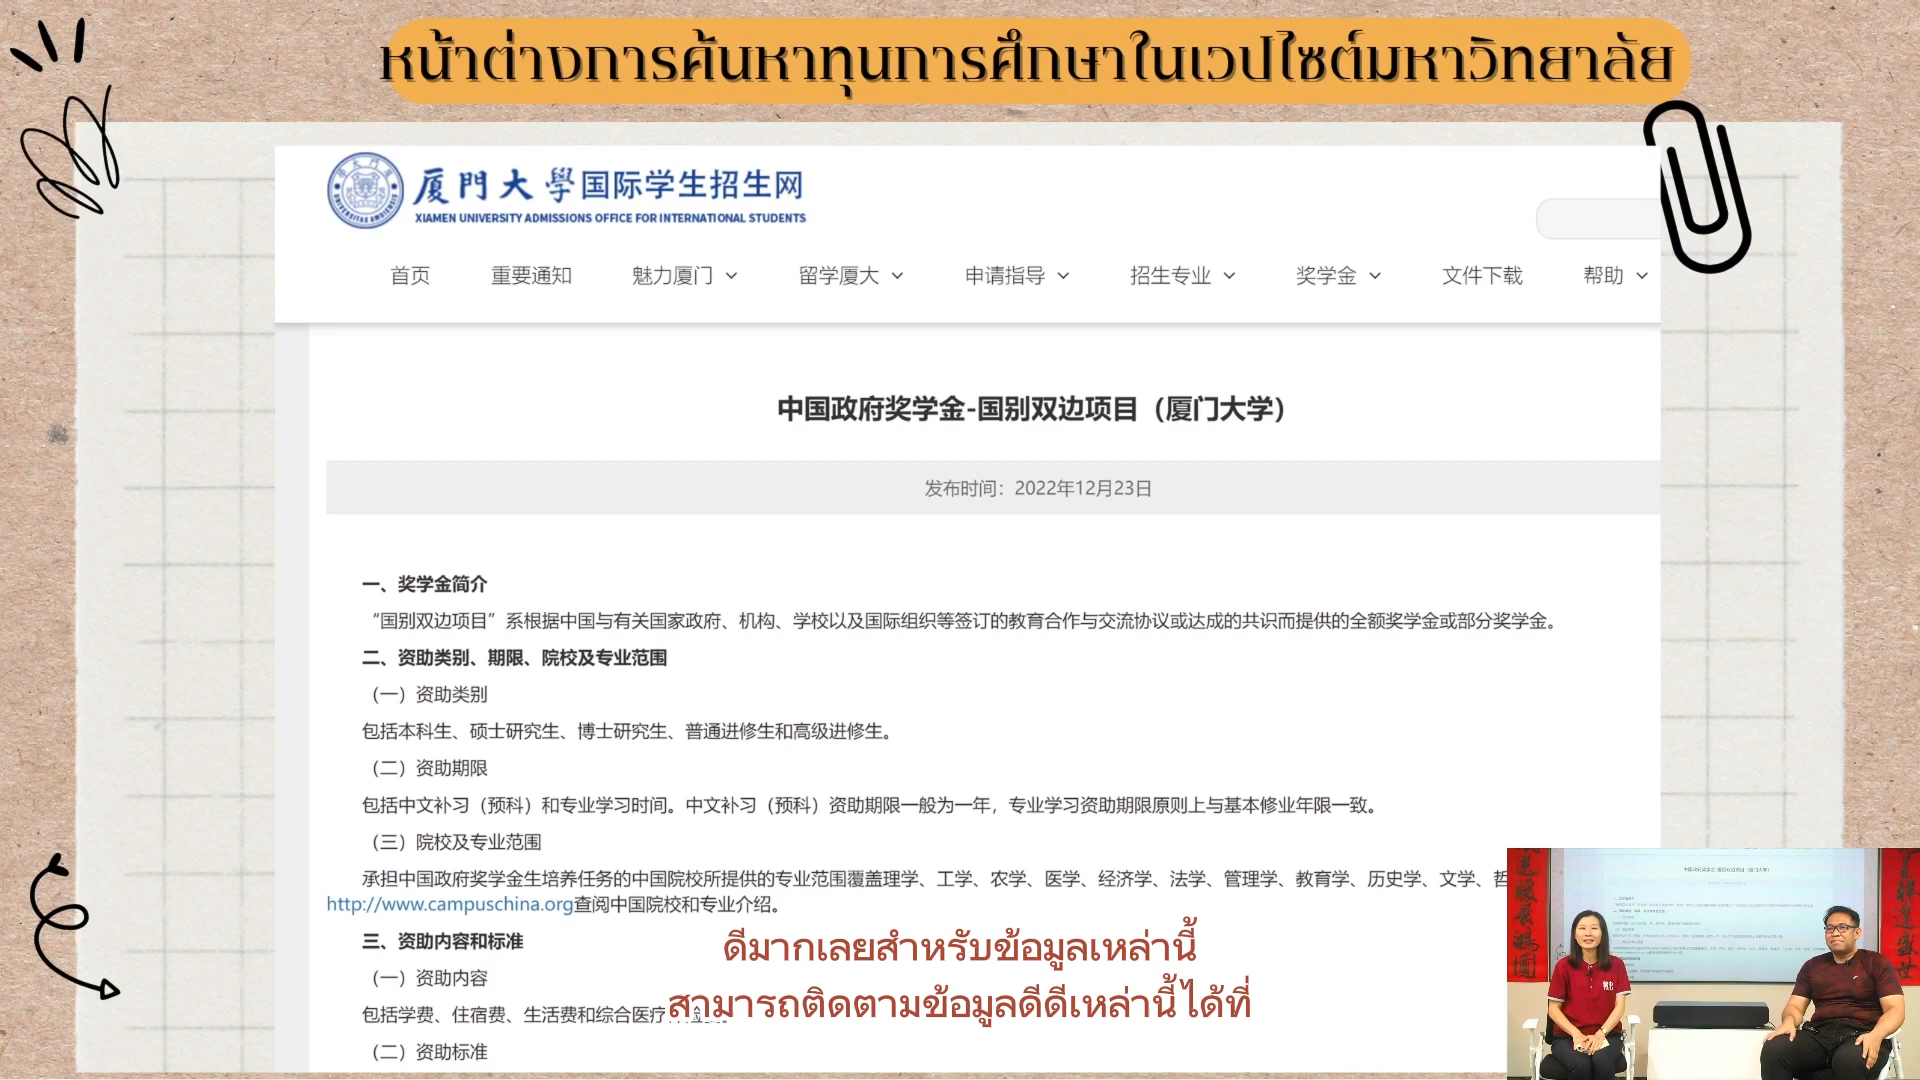 หน้าต่างการค้นหาทุนการศึกษาในเวปไซต์มหาวิทยาลัย
厦門大學国际学生招生网
XIAMEN UNIVERSITY ADMISSIONS OFFICE FOR INTERNATIONAL STUDENTS
首页 重要通知 魅力厦门 留学厦大 申请指导 招生专业 奖学金 文件下载 帮助
中国政府奖学金-国别双边项目（厦门大学）
发布时间：2022年12月23日
一、奖学金简介
“国别双边项目”系根据中国与有关国家政府、机构、学校以及国际组织等签订的教育合作与交流协议或达成的共识而提供的全额奖学金或部分奖学金。
二、资助类别、期限、院校及专业范围
（一）资助类别
包括本科生、硕士研究生、博士研究生、普通进修生和高级进修生。
（二）资助期限
包括中文补习（预科）和专业学习时间。中文补习（预科）资助期限一般为一年，专业学习资助期限原则上与基本修业年限一致。
（三）院校及专业范围
承担中国政府奖学金生培养任务的中国院校所提供的专业范围覆盖理学、工学、农学、医学、经济学、法学、管理学、教育学、历史学、文学、哲
http://www.campuschina.org查阅中国院校和专业介绍。
三、资助内容和标准
（一）资助内容
包括学费、住宿费、生活费和综合医疗
（二）资助标准
ดีมากเลยสำหรับข้อมูลเหล่านี้
สามารถติดตามข้อมูลดีดีเหล่านี้ได้ที่